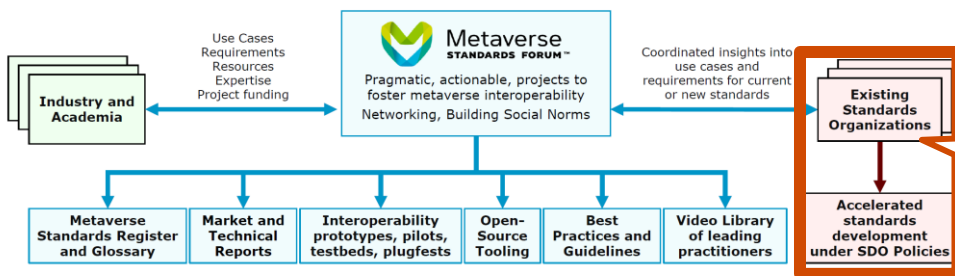 Use Cases
Requirements
Resources
Expertise
Project funding
Industry and
Academia
Metaverse
STANDARDS FORUM™
Pragmatic, actionable, projects to
foster metaverse interoperability
Networking, Building Social Norms
Coordinated insights into
use cases and
requirements for current
or new standards
Existing
Standards
Organizations
Metaverse
Standards Register
and Glossary
Market and
Technical
Reports
Interoperability
prototypes, pilots,
testbeds, plugfests
Open-
Source
Tooling
Best
Practices and
Guidelines
Video Library
of leading
practitioners
Accelerated
standards
development
under SDO Policies